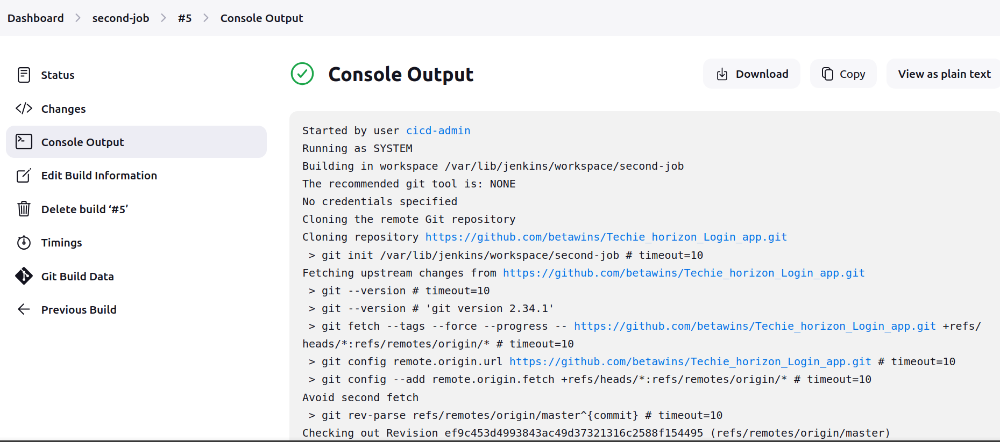 Dashboard > second-job > #5 > Console Output
Status
Changes
Console Output
Edit Build Information
Delete build ‘#5’
Timings
Git Build Data
Previous Build
Console Output
Download
Copy
View as plain text
Started by user cicd-admin
Running as SYSTEM
Building in workspace /var/lib/jenkins/workspace/second-job
The recommended git tool is: NONE
No credentials specified
Cloning the remote Git repository
Cloning repository https://github.com/betawins/Techie_horizon_Login_app.git
 > git init /var/lib/jenkins/workspace/second-job # timeout=10
Fetching upstream changes from https://github.com/betawins/Techie_horizon_Login_app.git
 > git --version # timeout=10
 > git --version # 'git version 2.34.1'
 > git fetch --tags --force --progress -- https://github.com/betawins/Techie_horizon_Login_app.git +refs/
heads/*:refs/remotes/origin/* # timeout=10
 > git config remote.origin.url https://github.com/betawins/Techie_horizon_Login_app.git # timeout=10
 > git config --add remote.origin.fetch +refs/heads/*:refs/remotes/origin/* # timeout=10
Avoid second fetch
 > git rev-parse refs/remotes/origin/master^{commit} # timeout=10
Checking out Revision ef9c453d4993843ac49d37321316c2588f154495 (refs/remotes/origin/master)